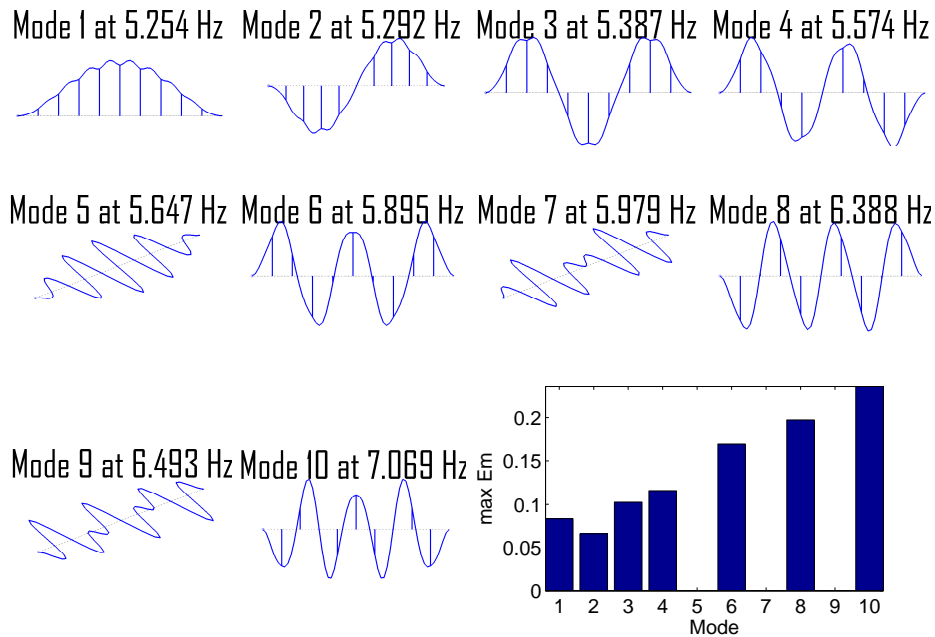 Mode 1 at 5.254 Hz
Mode 2 at 5.292 Hz
Mode 3 at 5.387 Hz
Mode 4 at 5.574 Hz
Mode 5 at 5.647 Hz
Mode 6 at 5.895 Hz
Mode 7 at 5.979 Hz
Mode 8 at 6.388 Hz
Mode 9 at 6.493 Hz
Mode 10 at 7.069 Hz
max Em
0.2
0.15
0.1
0.05
0
1 2 3 4 5 6 7 8 9 10
Mode